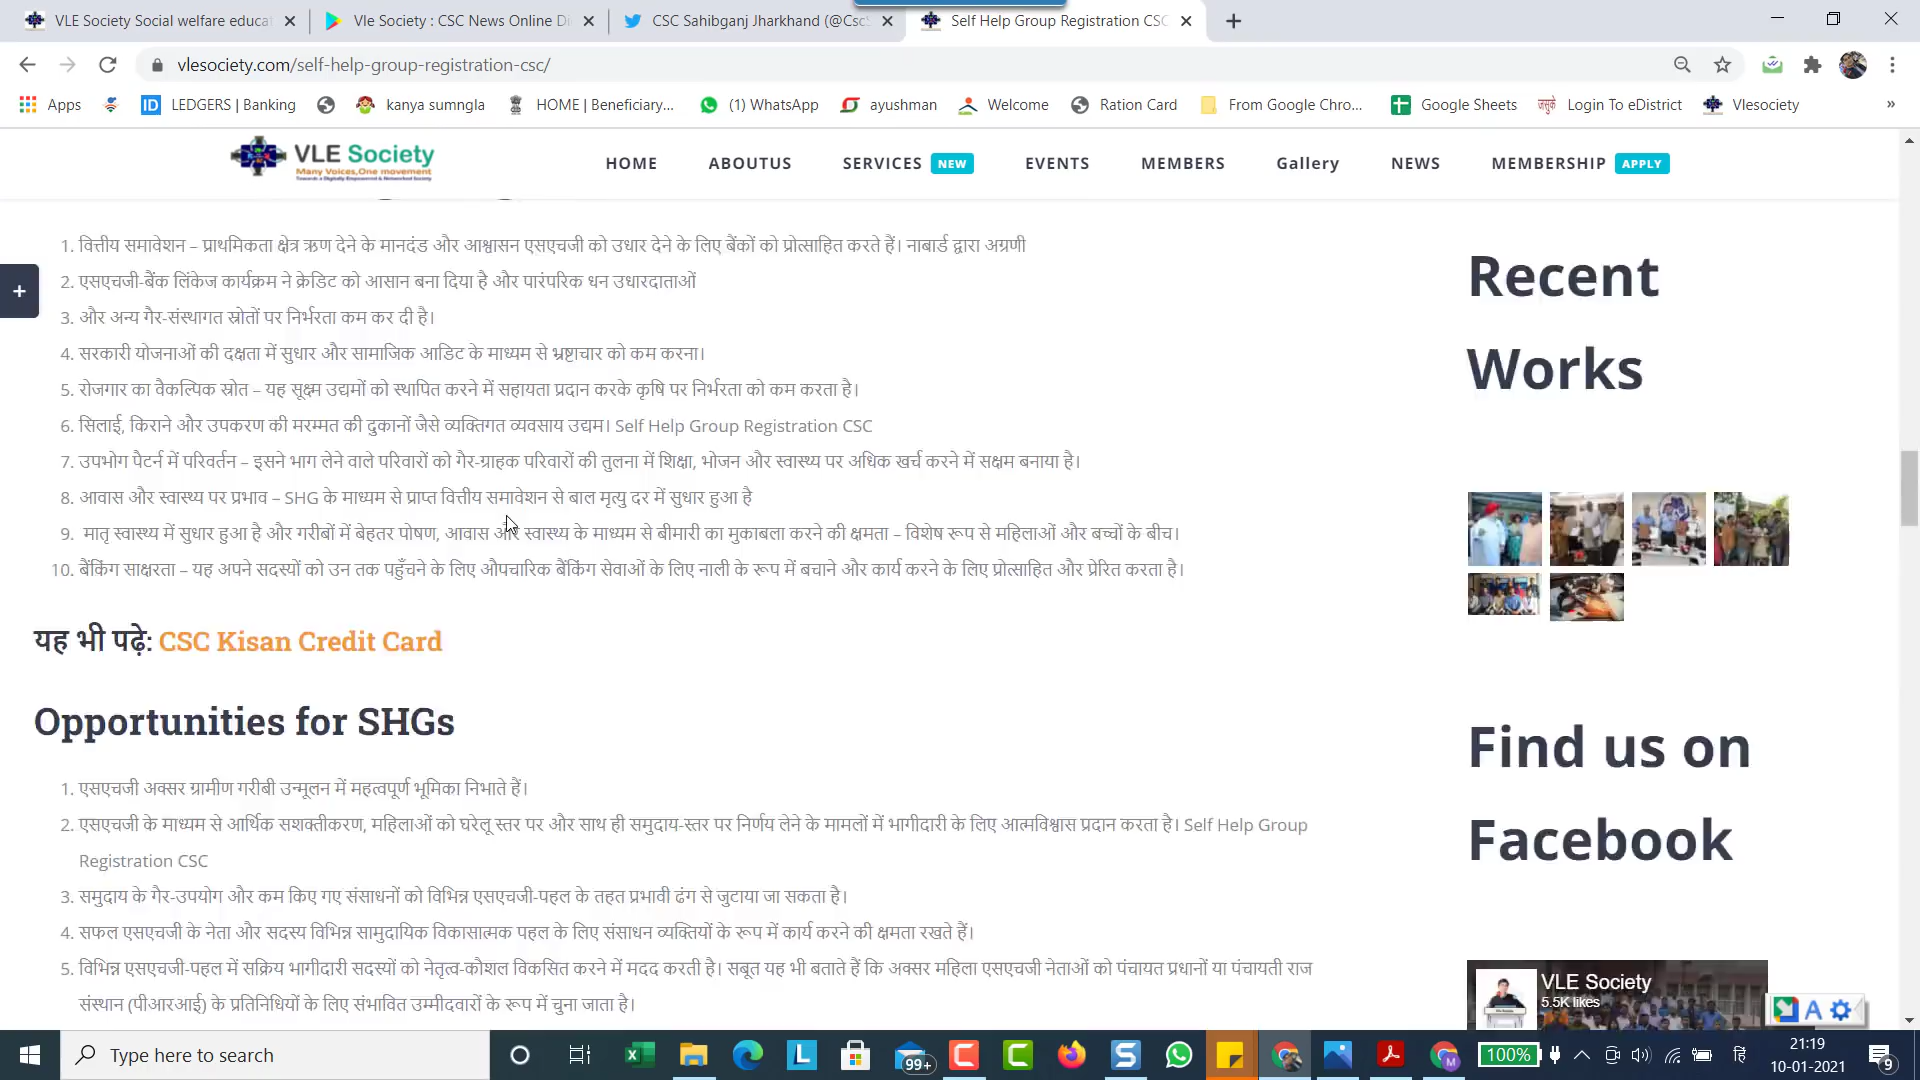 VLE Society Social welfare educa
Vle Society : CSC News Online Di
CSC Sahibganj Jharkhand (@CscS
Self Help Group Registration CSC
vlesociety.com/self-help-group-registration-csc/
Apps
LEDGERS | Banking
kanya sumngla
HOME | Beneficiary...
(1) WhatsApp
ayushman
Welcome
Ration Card
From Google Chro...
Google Sheets
Login To eDistrict
Vlesociety
»
VLE Society
Many Voices,One movement
Towards a Digitally Empowered & Networked Society
HOME
ABOUTUS
SERVICES NEW
EVENTS
MEMBERS
Gallery
NEWS
MEMBERSHIP APPLY
+
1. वित्तीय समावेशन – प्राथमिकता क्षेत्र ऋण देने के मानदंड और आश्वासन एसएचजी को उधार देने के लिए बैंकों को प्रोत्साहित करते हैं। नाबार्ड द्वारा अग्रणी
2. एसएचजी-बैंक लिंकेज कार्यक्रम ने क्रेडिट को आसान बना दिया है और पारंपरिक धन उधारदाताओं
3. और अन्य गैर-संस्थागत स्रोतों पर निर्भरता कम कर दी है।
4. सरकारी योजनाओं की दक्षता में सुधार और सामाजिक आडिट के माध्यम से भ्रष्टाचार को कम करना।
5. रोजगार का वैकल्पिक स्रोत – यह सूक्ष्म उद्यमों को स्थापित करने में सहायता प्रदान करके कृषि पर निर्भरता को कम करता है।
6. सिलाई, किराने और उपकरण की मरम्मत की दुकानों जैसे व्यक्तिगत व्यवसाय उद्यम। Self Help Group Registration CSC
7. उपभोग पैटर्न में परिवर्तन – इसने भाग लेने वाले परिवारों को गैर-ग्राहक परिवारों की तुलना में शिक्षा, भोजन और स्वास्थ्य पर अधिक खर्च करने में सक्षम बनाया है।
8. आवास और स्वास्थ्य पर प्रभाव – SHG के माध्यम से प्राप्त वित्तीय समावेशन से बाल मृत्यु दर में सुधार हुआ है
9. मातृ स्वास्थ्य में सुधार हुआ है और गरीबों में बेहतर पोषण, आवास और स्वास्थ्य के माध्यम से बीमारी का मुकाबला करने की क्षमता – विशेष रूप से महिलाओं और बच्चों के बीच।
10. बैंकिंग साक्षरता – यह अपने सदस्यों को उन तक पहुँचने के लिए औपचारिक बैंकिंग सेवाओं के लिए नाली के रूप में बचाने और कार्य करने के लिए प्रोत्साहित और प्रेरित करता है।
यह भी पढ़े: CSC Kisan Credit Card
Opportunities for SHGs
1. एसएचजी अक्सर ग्रामीण गरीबी उन्मूलन में महत्वपूर्ण भूमिका निभाते हैं।
2. एसएचजी के माध्यम से आर्थिक सशक्तीकरण, महिलाओं को घरेलू स्तर पर और साथ ही समुदाय-स्तर पर निर्णय लेने के मामलों में भागीदारी के लिए आत्मविश्वास प्रदान करता है। Self Help Group
Registration CSC
3. समुदाय के गैर-उपयोग और कम किए गए संसाधनों को विभिन्न एसएचजी-पहल के तहत प्रभावी ढंग से जुटाया जा सकता है।
4. सफल एसएचजी के नेता और सदस्य विभिन्न सामुदायिक विकासात्मक पहल के लिए संसाधन व्यक्तियों के रूप में कार्य करने की क्षमता रखते हैं।
5. विभिन्न एसएचजी-पहल में सक्रिय भागीदारी सदस्यों को नेतृत्व-कौशल विकसित करने में मदद करती है। सबूत यह भी बताते हैं कि अक्सर महिला एसएचजी नेताओं को पंचायत प्रधानों या पंचायती राज
संस्थान (पीआरआई) के प्रतिनिधियों के लिए संभावित उम्मीदवारों के रूप में चुना जाता है।
Recent
Works
Find us on
Facebook
VLE Society
5.5K likes
A
Type here to search
99+
100%
हि
21:19
10-01-2021
9